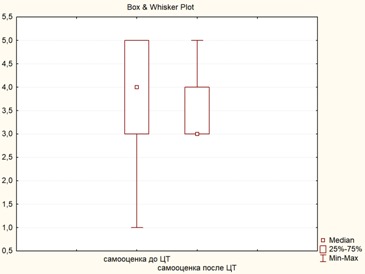 Box & Whisker Plot
5,5
5,0
4,5
4,0
3,5
3,0
2,5
2,0
1,5
1,0
0,5
самооценка до ЦТ
самооценка после ЦТ
Median
25%-75%
Min-Max